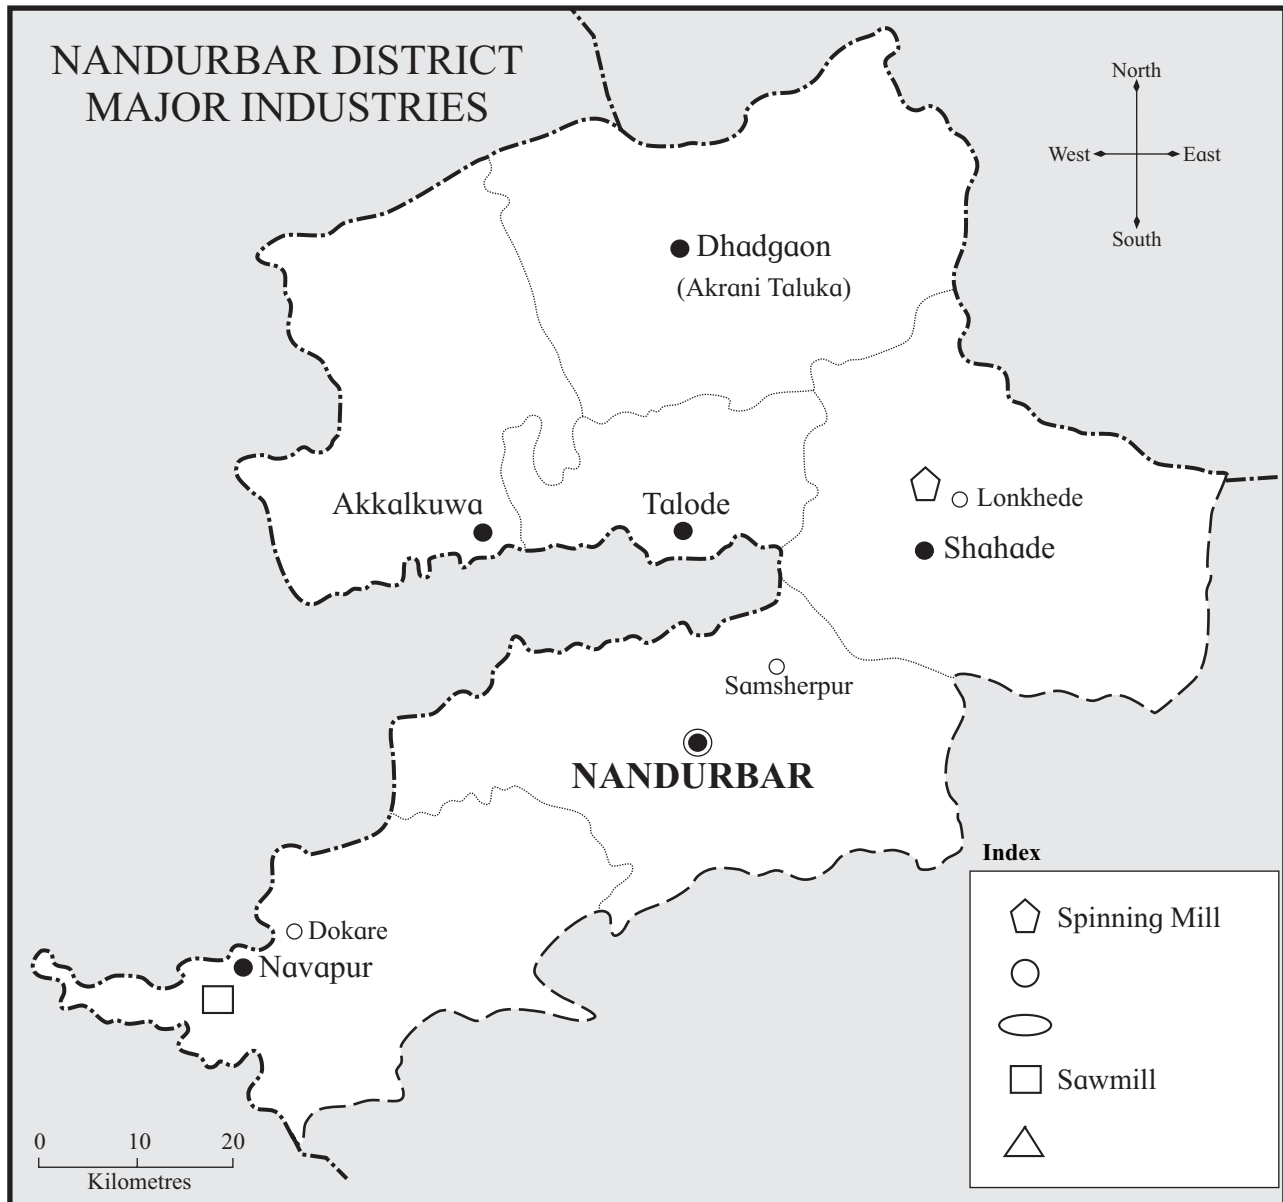 NANDURBAR DISTRICT
MAJOR INDUSTRIES
North
West
East
South
Dhadgaon
(Akrani Taluka)
Akkalkuwa
Talode
Lonkhede
Shahade
Samsherpur
NANDURBAR
Dokare
Navapur
Index
Spinning Mill
Sawmill
0 10 20
Kilometres